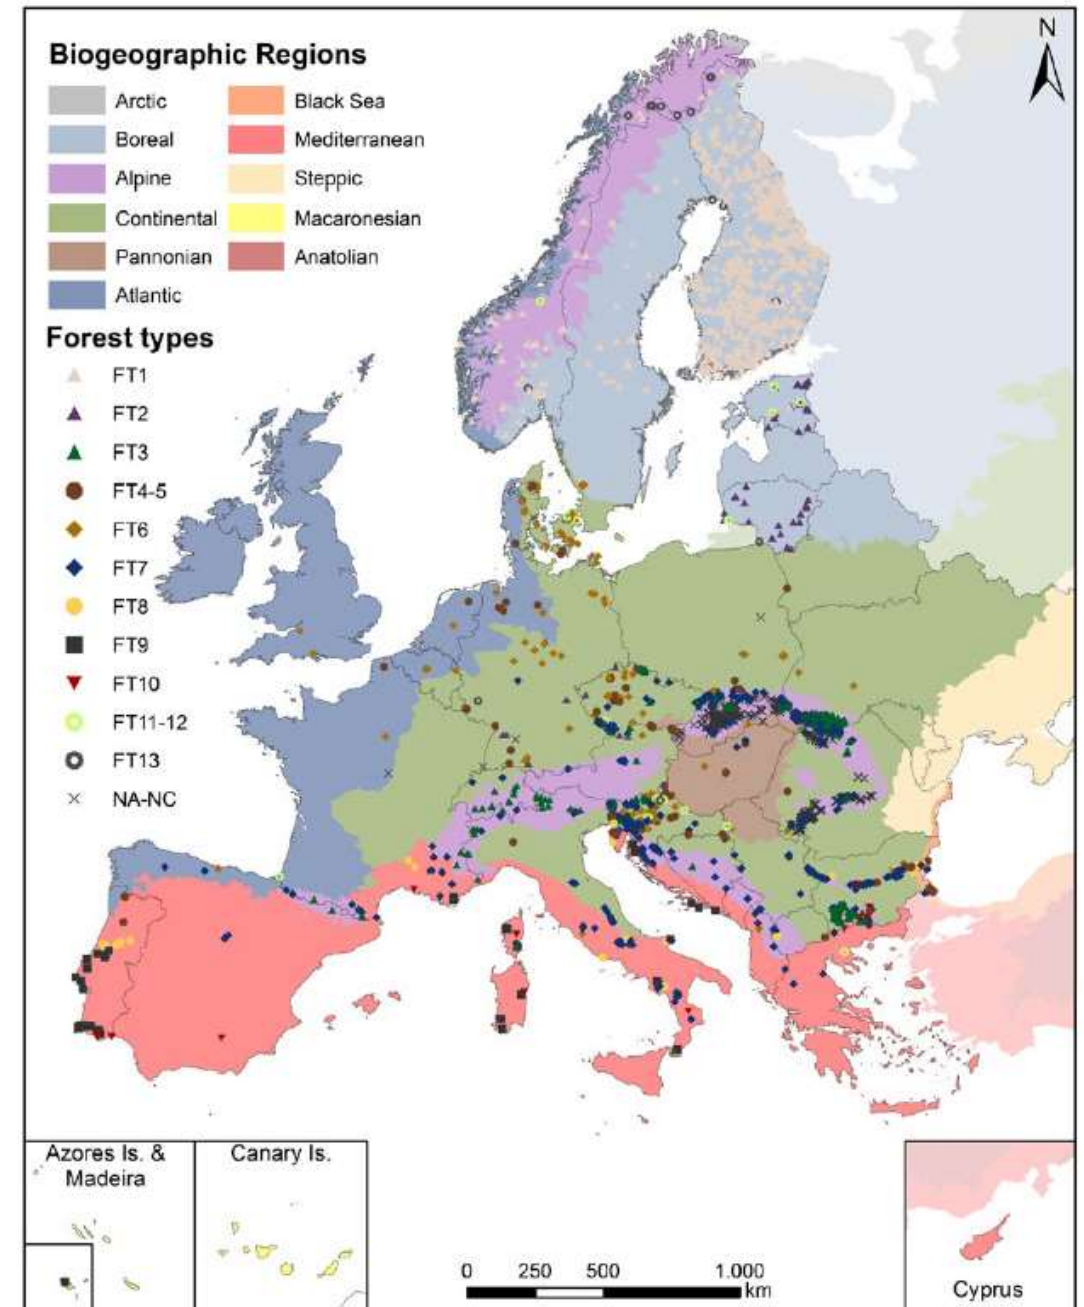 N
Biogeographic Regions
Arctic
Black Sea
Boreal
Mediterranean
Alpine
Steppic
Continental
Macaronesian
Pannonian
Anatolian
Atlantic
Forest types
FT1
FT2
FT3
FT4-5
FT6
FT7
FT8
FT9
FT10
FT11-12
FT13
NA-NC
Azores Is. &
Madeira
Canary Is.
0 250 500 1.000
km
Cyprus